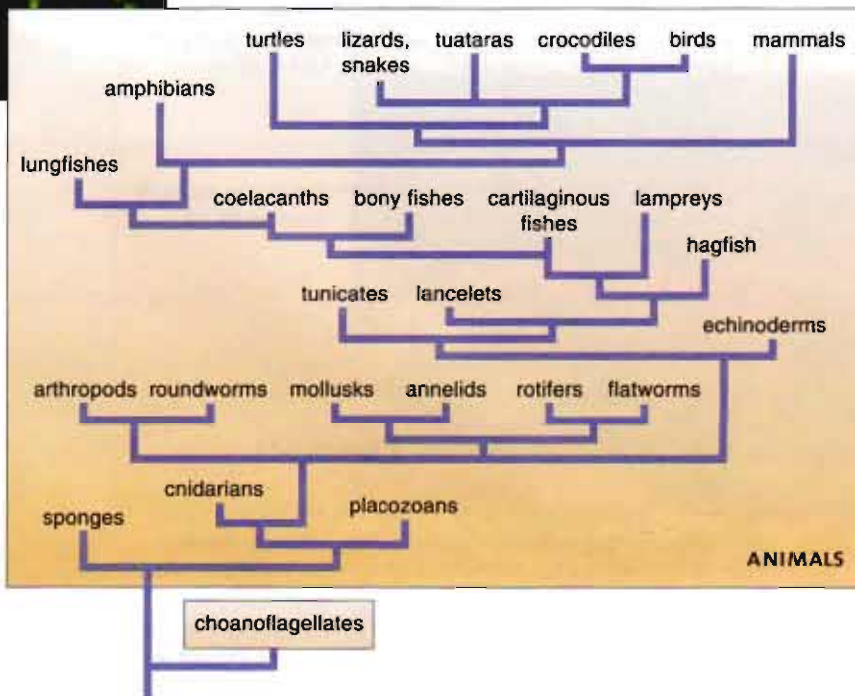 turtles
lizards,
snakes
tuataras
crocodiles
birds
mammals
amphibians
lungfishes
coelacanths
bony fishes
cartilaginous
fishes
lampreys
hagfish
tunicates
lancelets
echinoderms
arthropods
roundworms
mollusks
annelids
rotifers
flatworms
cnidarians
placozoans
sponges
ANIMALS
choanoflagellates